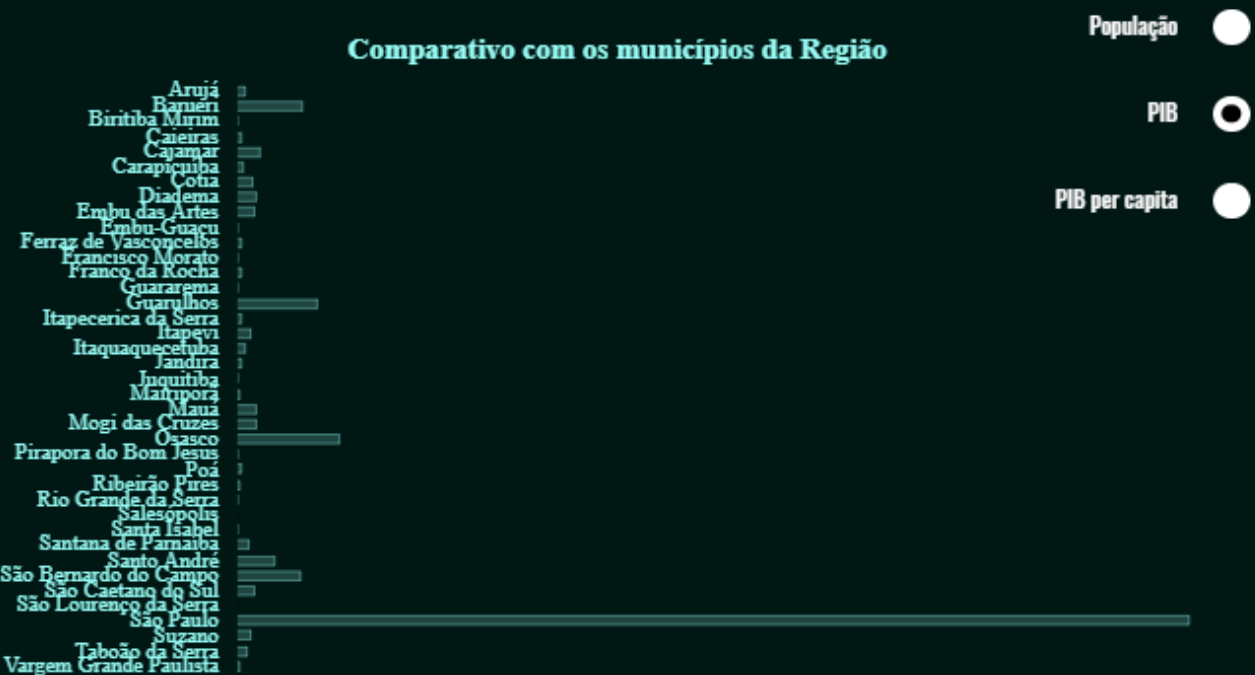 População
Comparativo com os municípios da Região
PIB
PIB per capita
Arujá
Barueri
Biritiba Mirim
Caieiras
Cajamar
Carapicuíba
Cotia
Diadema
Embu das Artes
Embu-Guaçu
Ferraz de Vasconcelos
Francisco Morato
Franco da Rocha
Guararema
Guarulhos
Itapecerica da Serra
Itapevi
Itaquaquecetuba
Jandira
Juquitiba
Mairiporã
Mauá
Mogi das Cruzes
Osasco
Pirapora do Bom Jesus
Poá
Ribeirão Pires
Rio Grande da Serra
Salesópolis
Santa Isabel
Santana de Parnaíba
Santo André
São Bernardo do Campo
São Caetano do Sul
São Lourenço da Serra
São Paulo
Suzano
Taboão da Serra
Vargem Grande Paulista